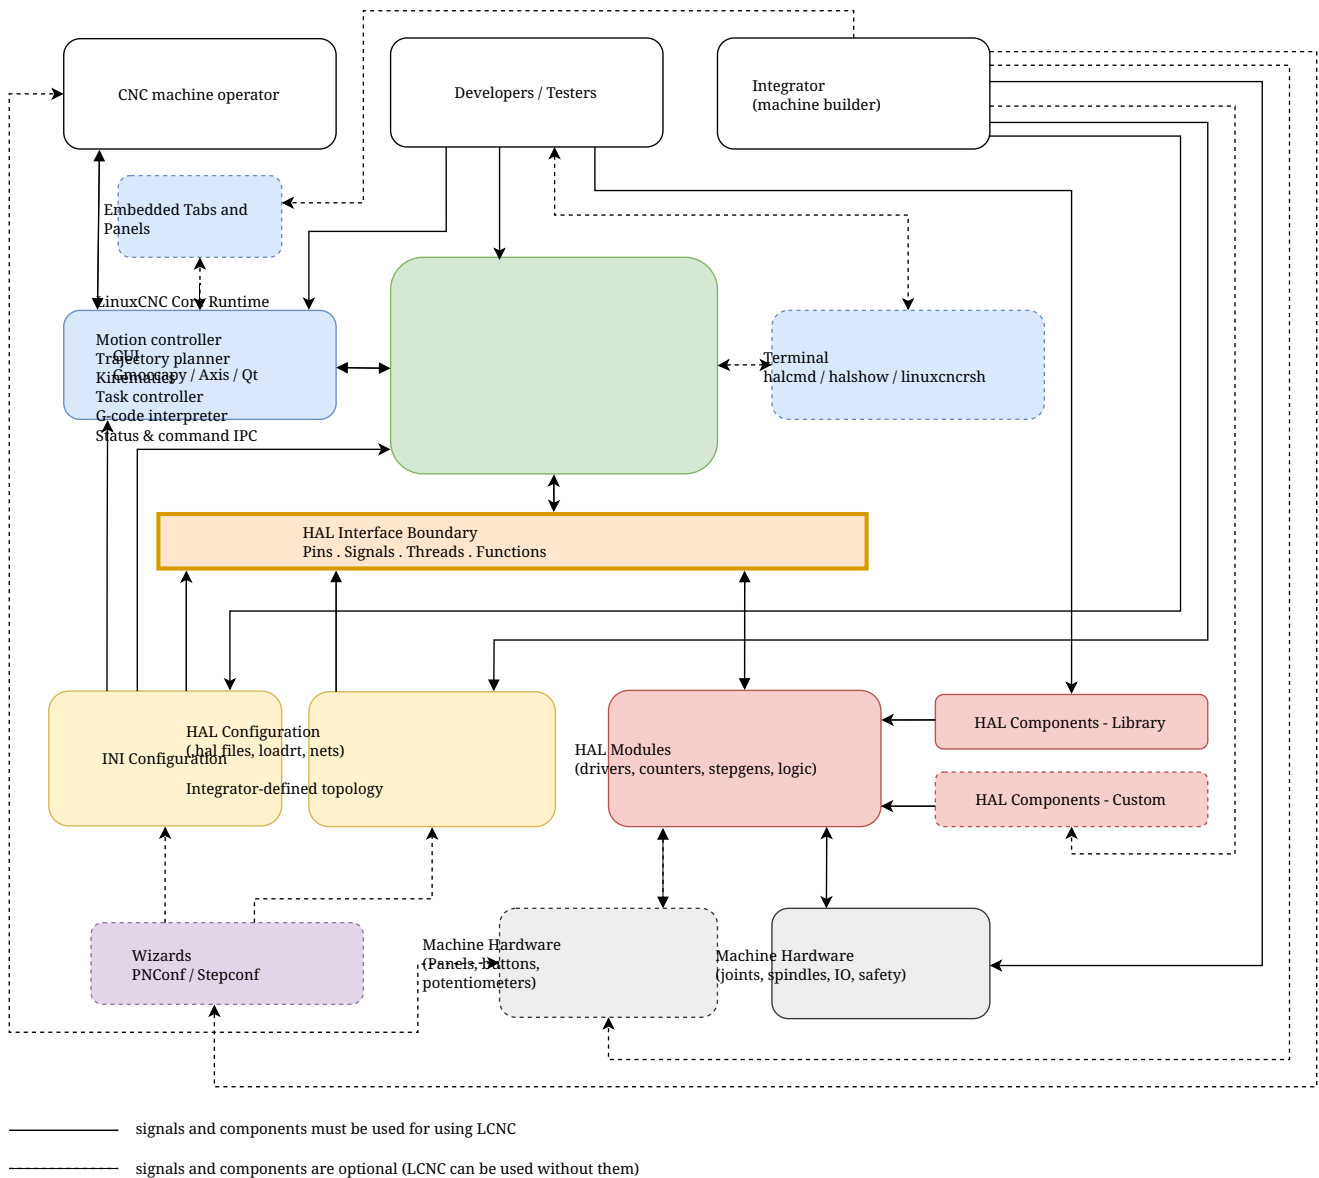 CNC machine operator
Developers / Testers
Integrator
(machine builder)
Embedded Tabs and
Panels
LinuxCNC Core Runtime
Motion controller
Trajectory planner
Kinematics
Task controller
G-code interpreter
Status & command IPC
GUI
Gmoccapy / Axis / Qt
Terminal
halcmd / halshow / linuxcncrsh
HAL Interface Boundary
Pins . Signals . Threads . Functions
INI Configuration
HAL Configuration
(.hal files, loadrt, nets)
Integrator-defined topology
HAL Modules
(drivers, counters, stepgens, logic)
HAL Components - Library
HAL Components - Custom
Wizards
PNConf / Stepconf
Machine Hardware
(Panels, buttons,
potentiometers)
Machine Hardware
(joints, spindles, IO, safety)
signals and components must be used for using LCNC
signals and components are optional (LCNC can be used without them)